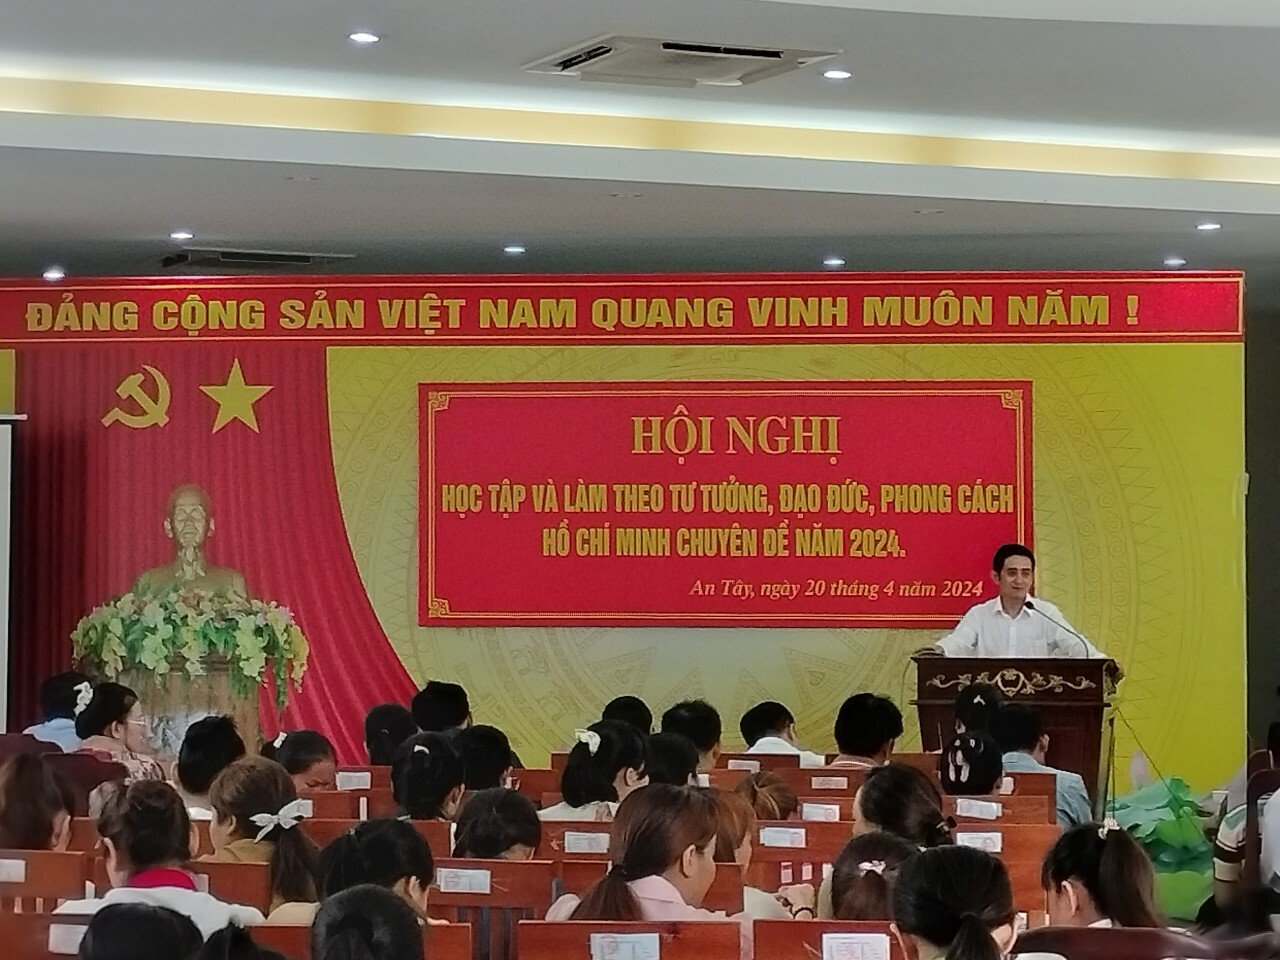 ĐẢNG CỘNG SẢN VIỆT NAM QUANG VINH MUÔN NĂM !
HỘI NGHỊ
HỌC TẬP VÀ LÀM THEO TƯ TƯỞNG, ĐẠO ĐỨC, PHONG CÁCH
HỒ CHÍ MINH CHUYÊN ĐỀ NĂM 2024.
An Tây, ngày 20 tháng 4 năm 2024